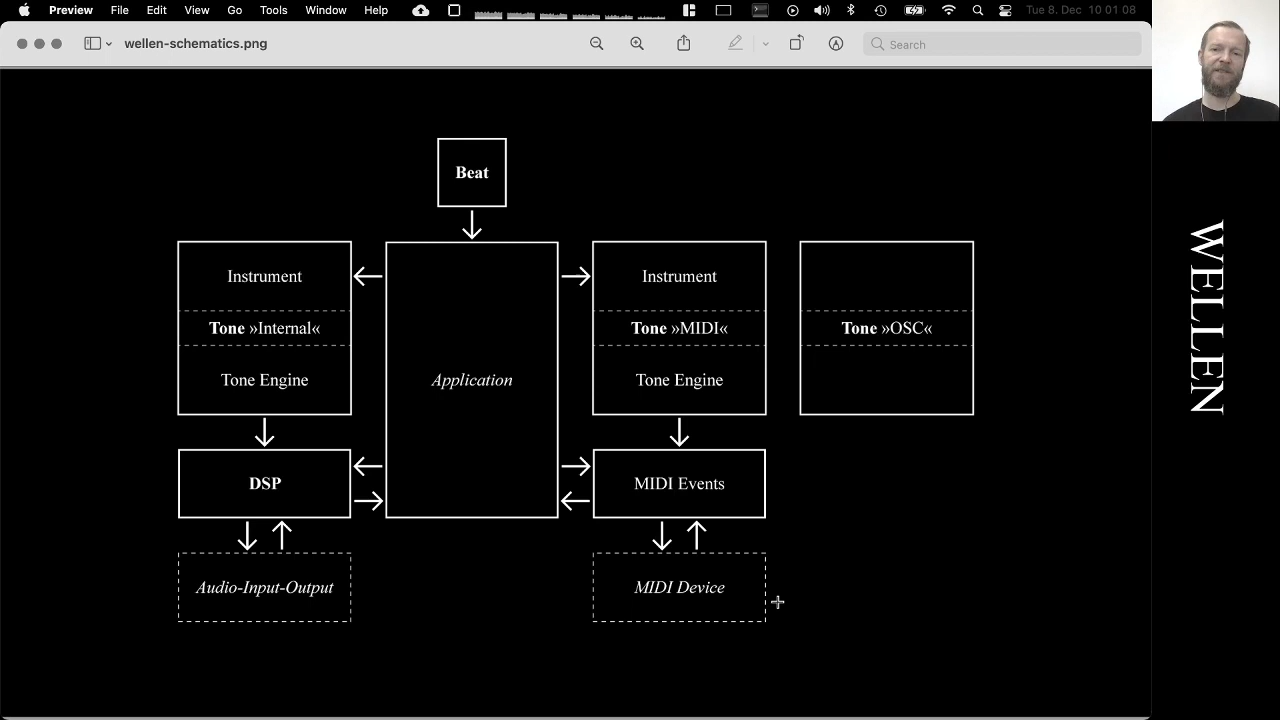 Preview File Edit View Go Tools Window Help Tue 8. Dec 10 01 08
wellen-schematics.png
Search
Beat
Instrument
Tone »Internal«
Tone Engine
Application
Instrument
Tone »MIDI«
Tone Engine
Tone »OSC«
DSP
MIDI Events
Audio-Input-Output
MIDI Device
WELLEN